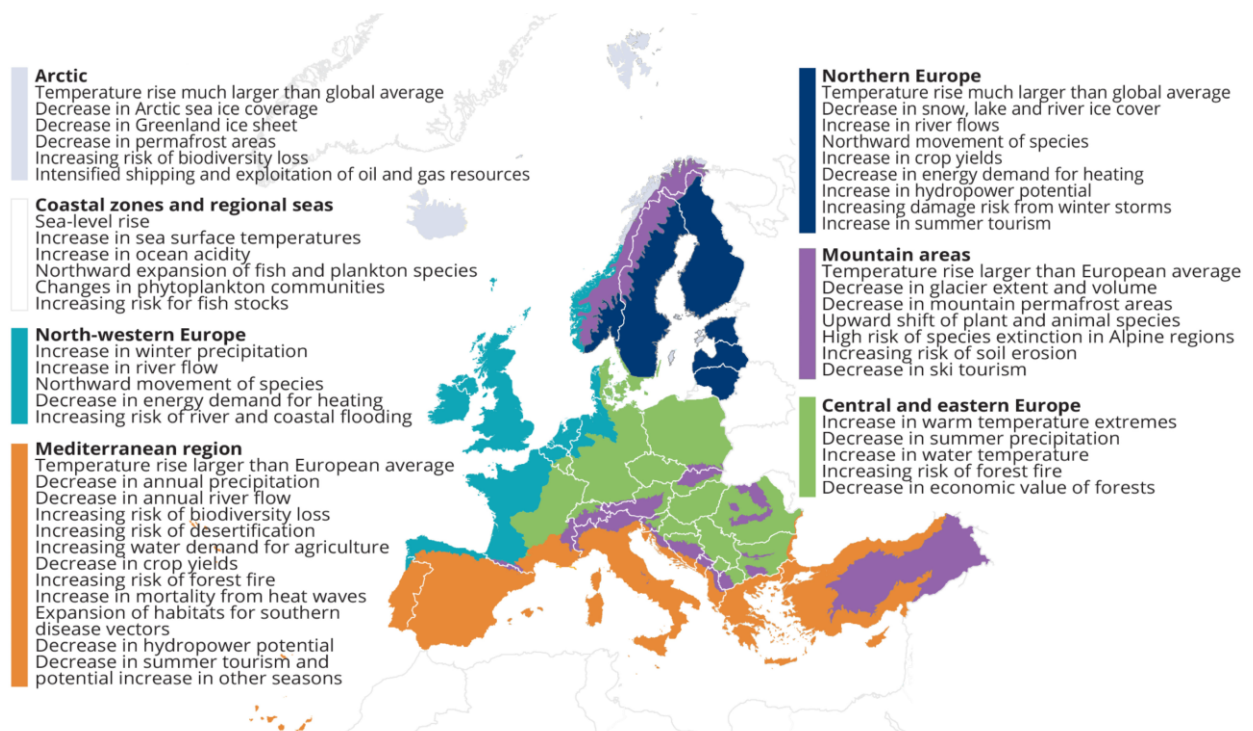 Arctic
Temperature rise much larger than global average
Decrease in Arctic sea ice coverage
Decrease in Greenland ice sheet
Decrease in permafrost areas
Increasing risk of biodiversity loss
Intensified shipping and exploitation of oil and gas resources
Coastal zones and regional seas
Sea-level rise
Increase in sea surface temperatures
Increase in ocean acidity
Northward expansion of fish and plankton species
Changes in phytoplankton communities
Increasing risk for fish stocks
North-western Europe
Increase in winter precipitation
Increase in river flow
Northward movement of species
Decrease in energy demand for heating
Increasing risk of river and coastal flooding
Mediterranean region
Temperature rise larger than European average
Decrease in annual precipitation
Decrease in annual river flow
Increasing risk of biodiversity loss
Increasing risk of desertification
Increasing water demand for agriculture
Decrease in crop yields
Increasing risk of forest fire
Increase in mortality from heat waves
Expansion of habitats for southern
disease vectors
Decrease in hydropower potential
Decrease in summer tourism and
potential increase in other seasons
Northern Europe
Temperature rise much larger than global average
Decrease in snow, lake and river ice cover
Increase in river flows
Northward movement of species
Increase in crop yields
Decrease in energy demand for heating
Increase in hydropower potential
Increasing damage risk from winter storms
Increase in summer tourism
Mountain areas
Temperature rise larger than European average
Decrease in glacier extent and volume
Decrease in mountain permafrost areas
Upward shift of plant and animal species
High risk of species extinction in Alpine regions
Increasing risk of soil erosion
Decrease in ski tourism
Central and eastern Europe
Increase in warm temperature extremes
Decrease in summer precipitation
Increase in water temperature
Increasing risk of forest fire
Decrease in economic value of forests